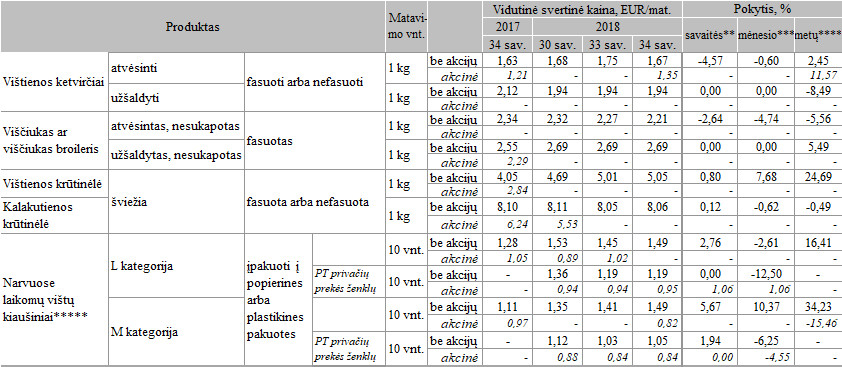 Produktas Matavi- mo vnt. Vidutinė svertinė kaina, EUR/mat. Pokytis, %
2017 2018 savaitės** mėnesio*** metų****
34 sav. 30 sav. 33 sav. 34 sav.
Vištienos ketvirčiai atvėsinti fasuoti arba nefasuoti 1 kg be akcijų 1,63 1,68 1,75 1,67 -4,57 -0,60 2,45
akcinė 1,21 - - 1,35 - - 11,57
užšaldyti 1 kg be akcijų 2,12 1,94 1,94 1,94 0,00 0,00 -8,49
akcinė - - - - - - -
Viščiukas ar viščiukas broileris atvėsintas, nesukapotas fasuotas 1 kg be akcijų 2,34 2,32 2,27 2,21 -2,64 -4,74 -5,56
akcinė - - - - - - -
užšaldytas, nesukapotas 1 kg be akcijų 2,55 2,69 2,69 2,69 0,00 0,00 5,49
akcinė 2,29 - - - - - -
Vištienos krūtinėlė šviežia fasuota arba nefasuota 1 kg be akcijų 4,05 4,69 5,01 5,05 0,80 7,68 24,69
akcinė 2,84 - - - - - -
Kalakutienos krūtinėlė 1 kg be akcijų 8,10 8,11 8,05 8,06 0,12 -0,62 -0,49
akcinė 6,24 5,53 - - - - -
Narvuose laikomų vištų kiaušiniai***** L kategorija įpakuoti į popierines arba plastikines pakuotes 10 vnt. be akcijų 1,28 1,53 1,45 1,49 2,76 -2,61 16,41
akcinė 1,05 0,89 1,02 - - - -
PT privačių prekės ženklų 10 vnt. be akcijų - 1,36 1,19 1,19 0,00 -12,50 -
akcinė - 0,94 0,94 0,95 1,06 1,06 -
M kategorija 10 vnt. be akcijų 1,11 1,35 1,41 1,49 5,67 10,37 34,23
akcinė 0,97 - - 0,82 - - -15,46
PT privačių prekės ženklų 10 vnt. be akcijų - 1,12 1,03 1,05 1,94 -6,25 -
akcinė - 0,88 0,84 0,84 0,00 -4,55 -